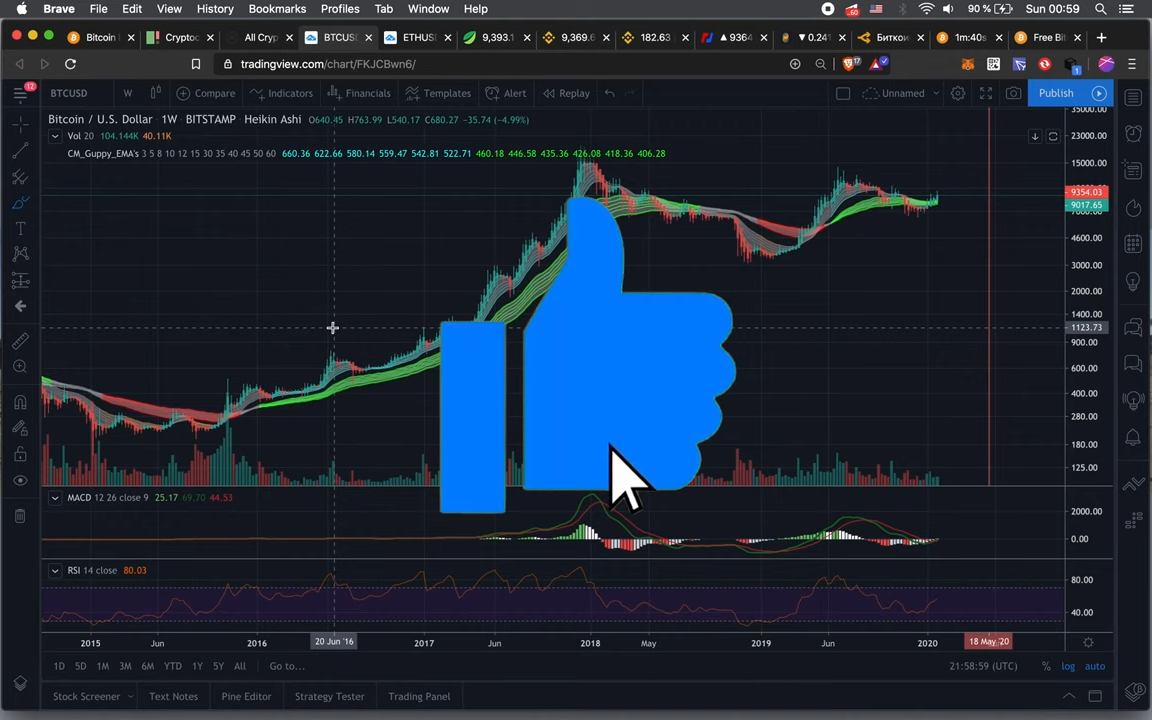 Brave File Edit View History Bookmarks Profiles Tab Window Help 90 % Sun 00:59
Bitcoin Cryptoc All Cryp BTCUS ETHUS 9,393.1 9,369.6 182.63 9364 0.241 Биткои 1m:40s Free Bit
tradingview.com/chart/FKJCBwn6/
BTCUSD W Compare Indicators Financials Templates Alert Replay Unnamed Publish
Bitcoin / U.S. Dollar 1W BITSTAMP Heikin Ashi O640.45 H763.99 L540.17 C680.27 −35.74 (−4.99%)
Vol 20 104.144K 40.11K
CM_Guppy_EMA's 3 5 8 10 12 15 30 35 40 45 50 60 660.36 622.66 580.14 559.47 542.81 522.71 460.18 446.58 435.36 426.08 418.36 406.28
35000.00
23000.00
15000.00
9354.03
9017.65
4600.00
3000.00
2000.00
1400.00
1123.73
900.00
600.00
400.00
280.00
180.00
125.00
MACD 12 26 close 9 25.17 69.70 44.53
2000.00
0.00
RSI 14 close 80.03
80.00
40.00
2015 Jun 2016 20 Jun '16 2017 Jun 2018 May 2019 Jun 2020 18 May '20
1D 5D 1M 3M 6M YTD 1Y 5Y All Go to... 21:58:59 (UTC) % log auto
Stock Screener Text Notes Pine Editor Strategy Tester Trading Panel